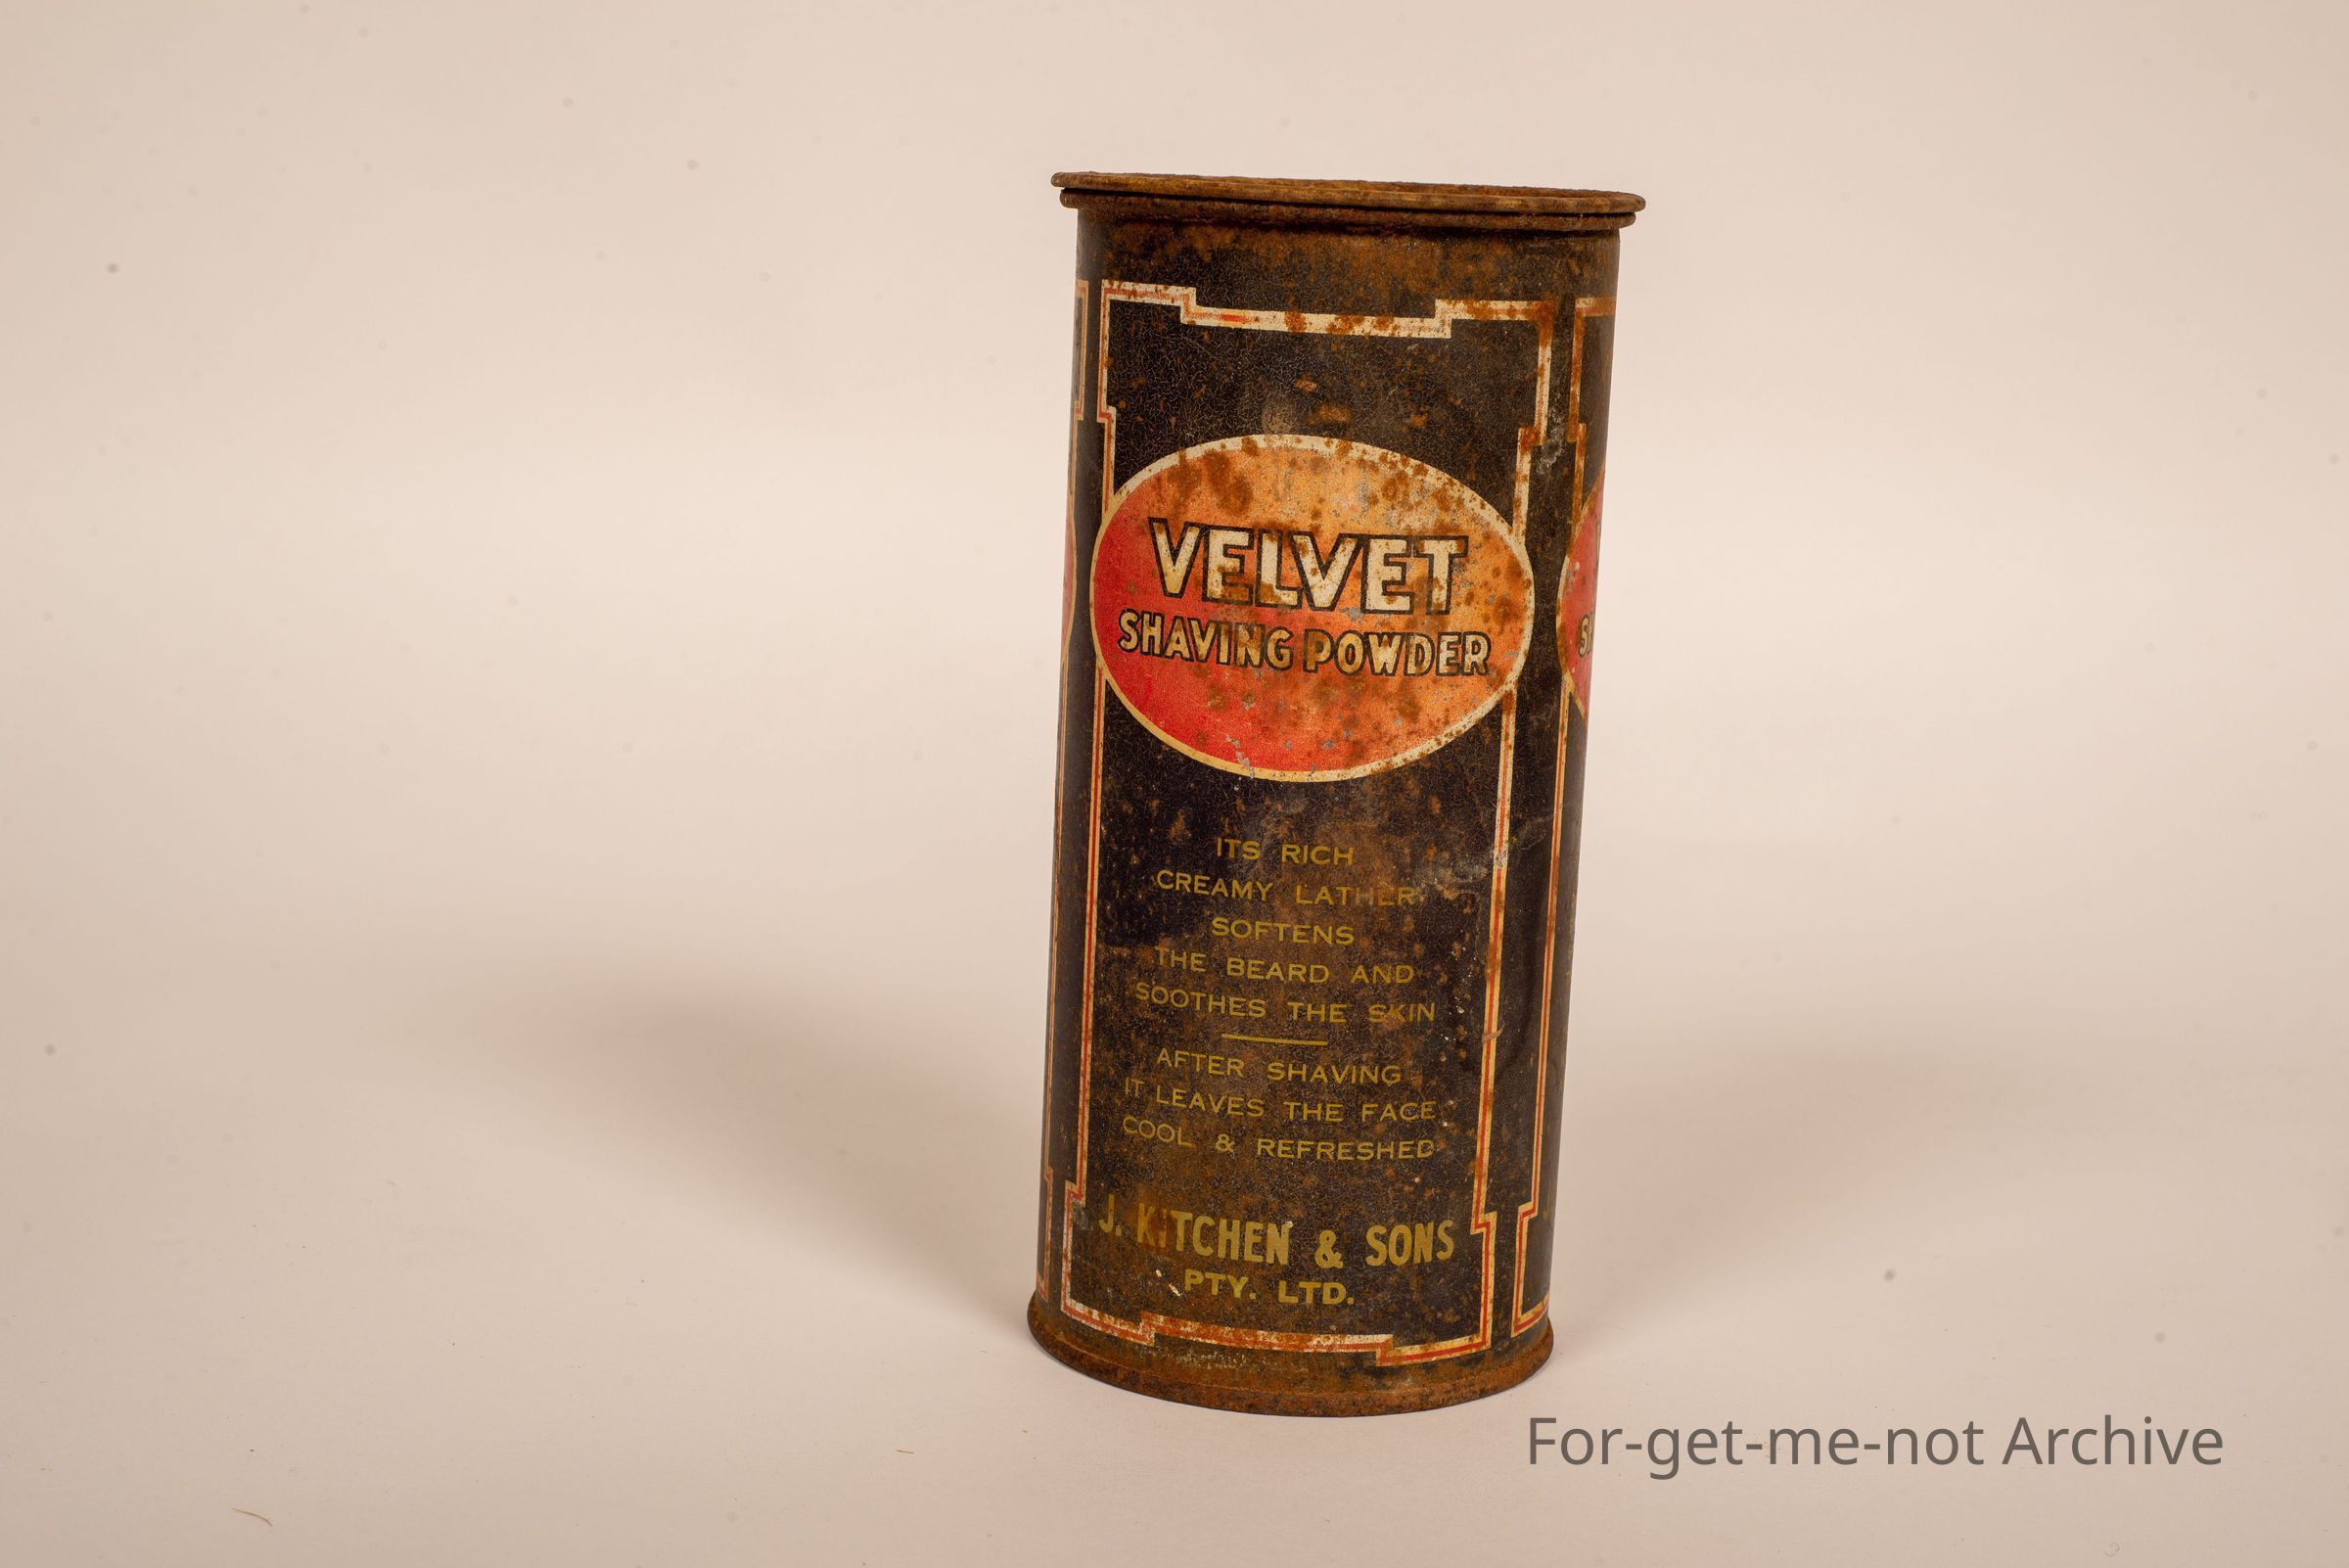 VELVET
SHAVING POWDER
ITS RICH
CREAMY LATHER
SOFTENS
THE BEARD AND
SOOTHES THE SKIN
AFTER SHAVING
IT LEAVES THE FACE
COOL & REFRESHED
J. KITCHEN & SONS
PTY. LTD.
For-get-me-not Archive